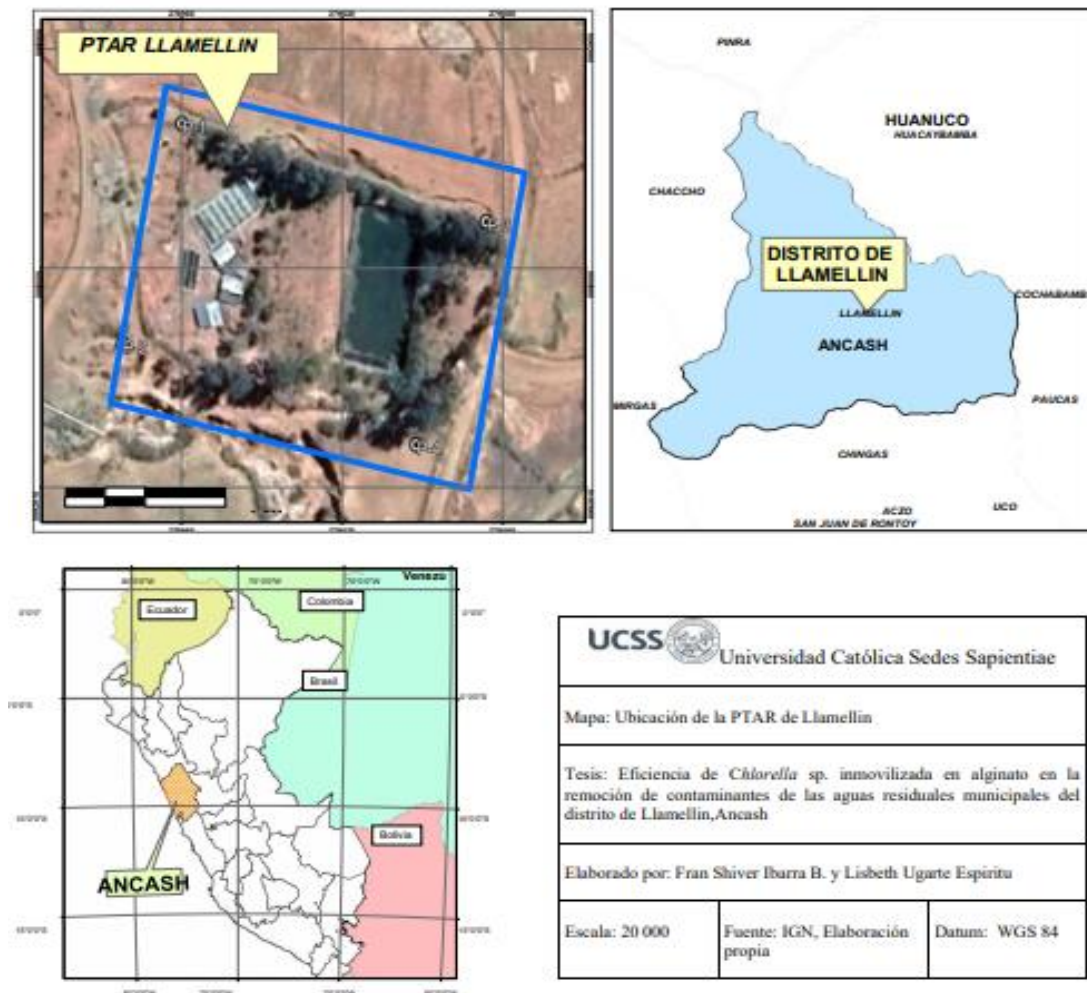 PTAR LLAMELLIN
PINRA
HUANUCO
HUACAYBAMBA
CHACCHO
DISTRITO DE
LLAMELLIN
COCHABAMB
LLAMELLIN
ANCASH
MIRGAS
PAUCAS
CHINGAS
UCO
ACZO
SAN JUAN DE RONTOY
Venezu
Ecuador
Colombia
Brasil
Bolivia
ANCASH
UCSS Universidad Católica Sedes Sapientiae
Mapa: Ubicación de la PTAR de Llamellin
Tesis: Eficiencia de Chlorella sp. inmovilizada en alginato en la
remoción de contaminantes de las aguas residuales municipales del
distrito de Llamellin,Ancash
Elaborado por: Fran Shiver Ibarra B. y Lisbeth Ugarte Espiritu
Escala: 20 000
Fuente: IGN, Elaboración
propia
Datum: WGS 84